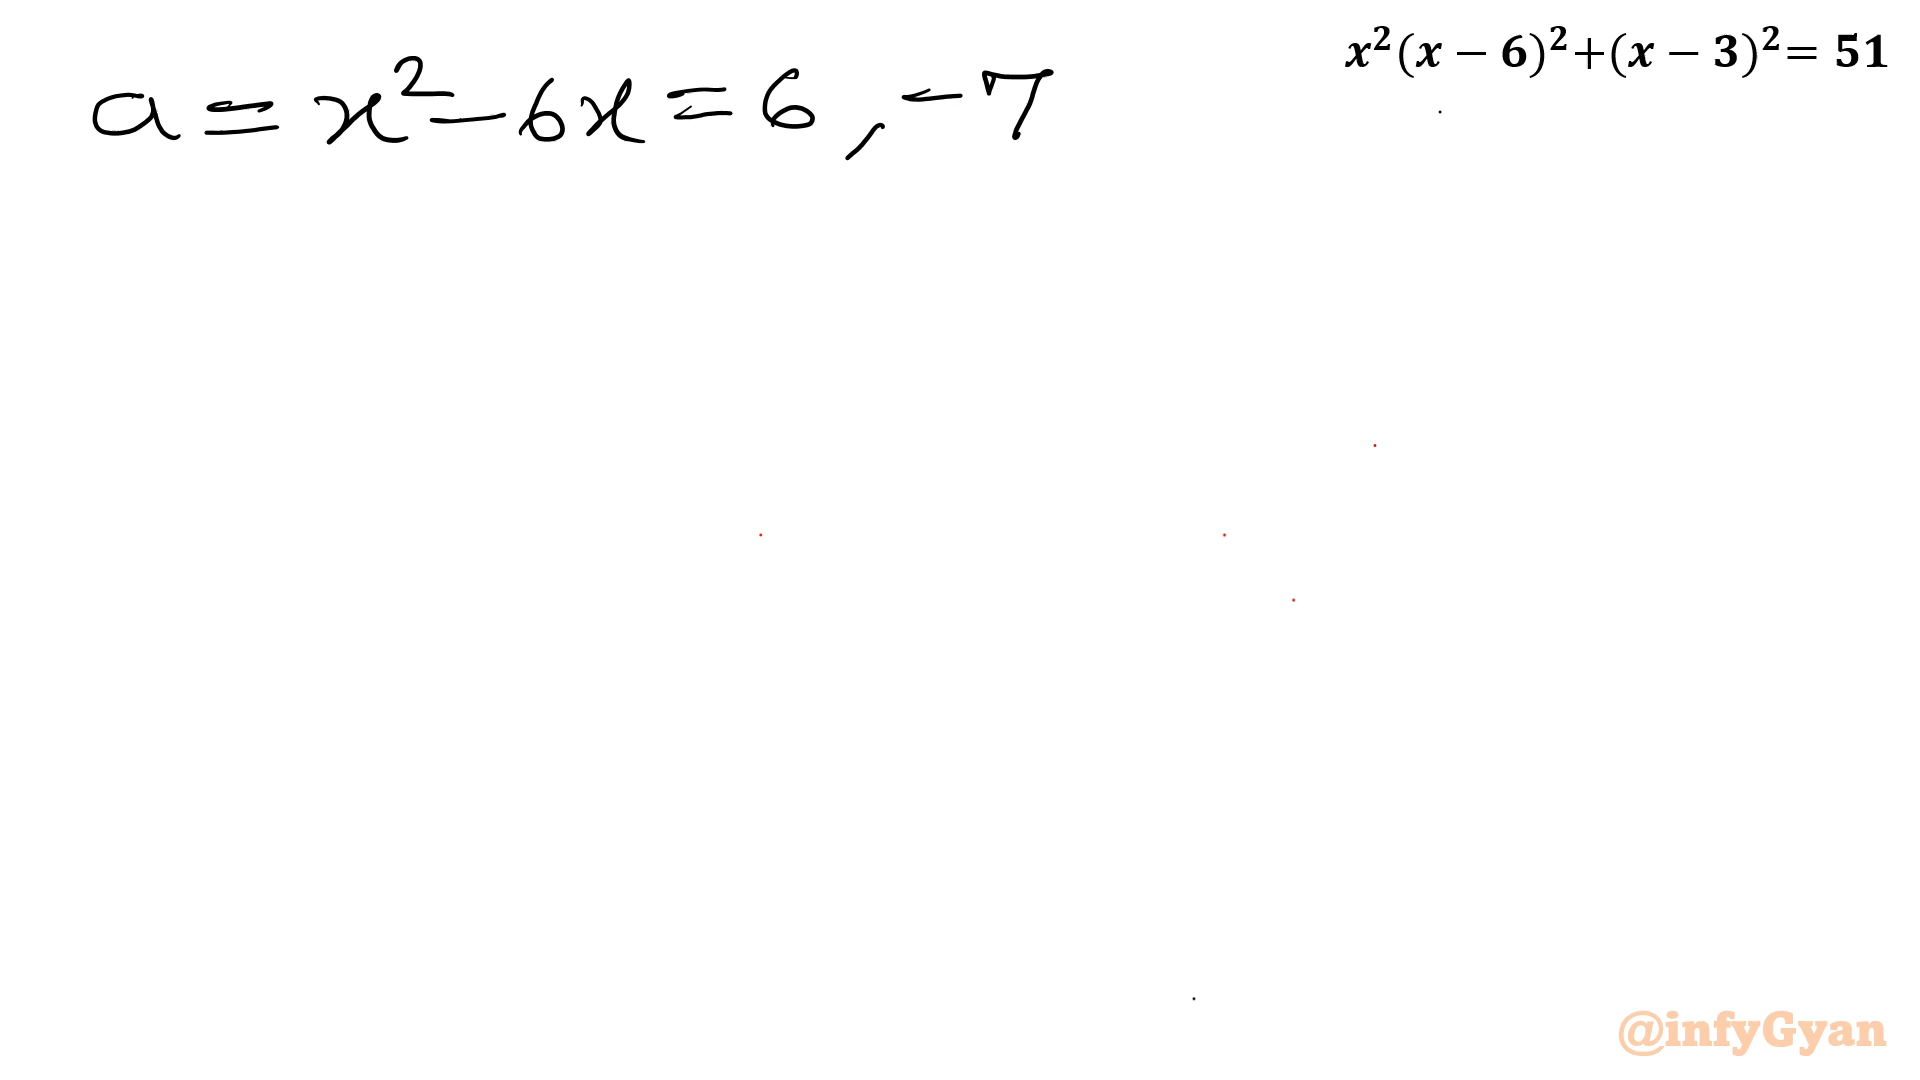 x²(x − 6)²+(x − 3)²= 51
a = x² − 6x = 6 , −7
@infyGyan